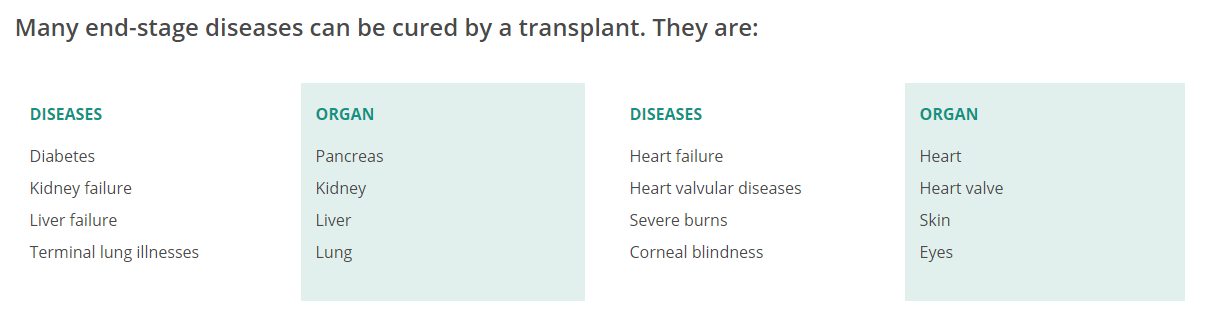 Many end-stage diseases can be cured by a transplant. They are:
DISEASES ORGAN DISEASES ORGAN
Diabetes Pancreas Heart failure Heart
Kidney failure Kidney Heart valvular diseases Heart valve
Liver failure Liver Severe burns Skin
Terminal lung illnesses Lung Corneal blindness Eyes